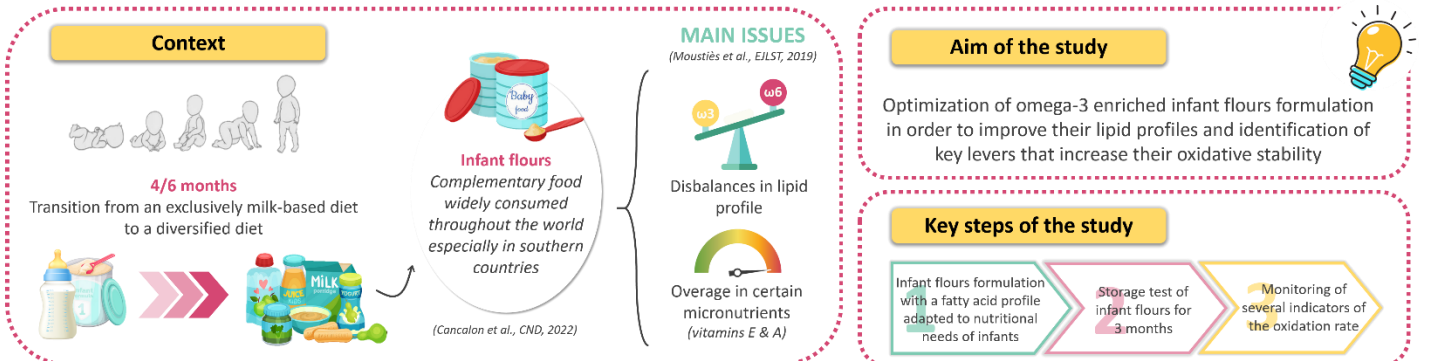 Context
4/6 months
Transition from an exclusively milk-based diet
to a diversified diet
MiLK
JUICE
Baby
food
Infant flours
Complementary food
widely consumed
throughout the world
especially in southern
countries
(Cancalon et al., CND, 2022)
MAIN ISSUES
(Moustiès et al., EJLST, 2019)
ω3
ω6
Disbalances in lipid
profile
Overage in certain
micronutrients
(vitamins E & A)
Aim of the study
Optimization of omega-3 enriched infant flours formulation
in order to improve their lipid profiles and identification of
key levers that increase their oxidative stability
Key steps of the study
1
Infant flours formulation
with a fatty acid profile
adapted to nutritional
needs of infants
2
Storage test of
infant flours for
3 months
3
Monitoring of
several indicators of
the oxidation rate